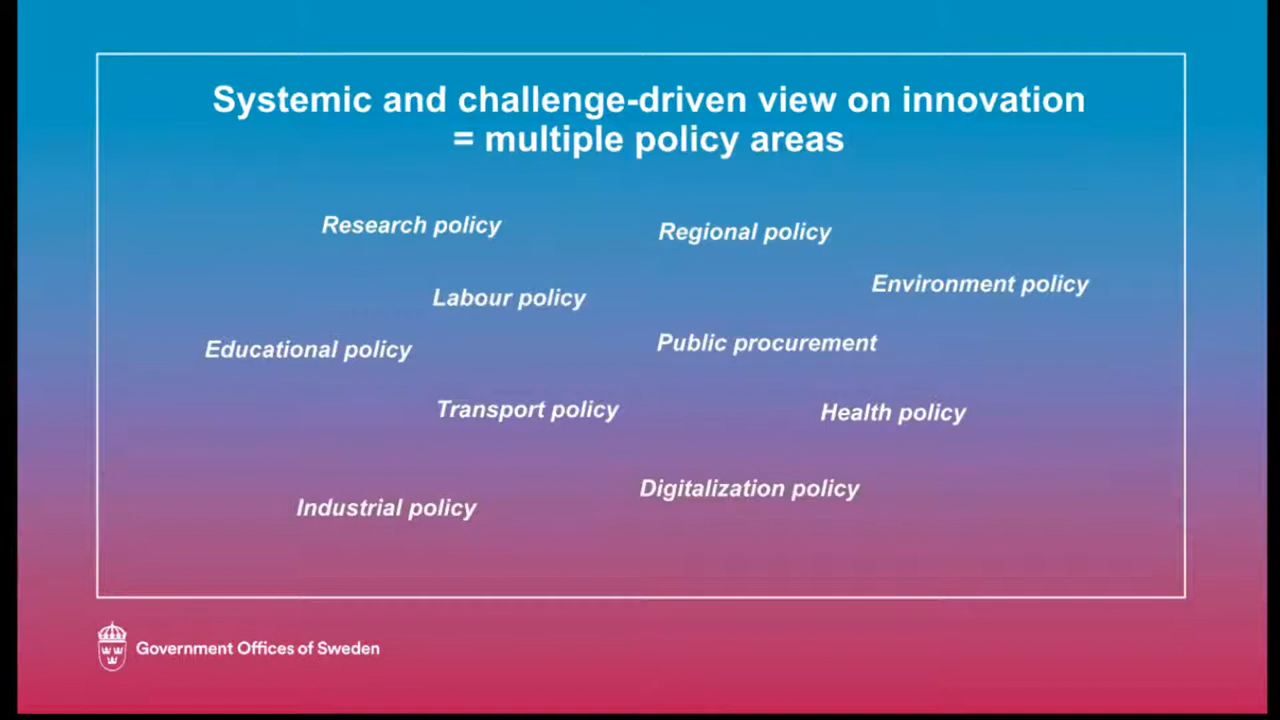 Systemic and challenge-driven view on innovation
= multiple policy areas
Research policy
Regional policy
Environment policy
Labour policy
Public procurement
Educational policy
Transport policy
Health policy
Digitalization policy
Industrial policy
Government Offices of Sweden